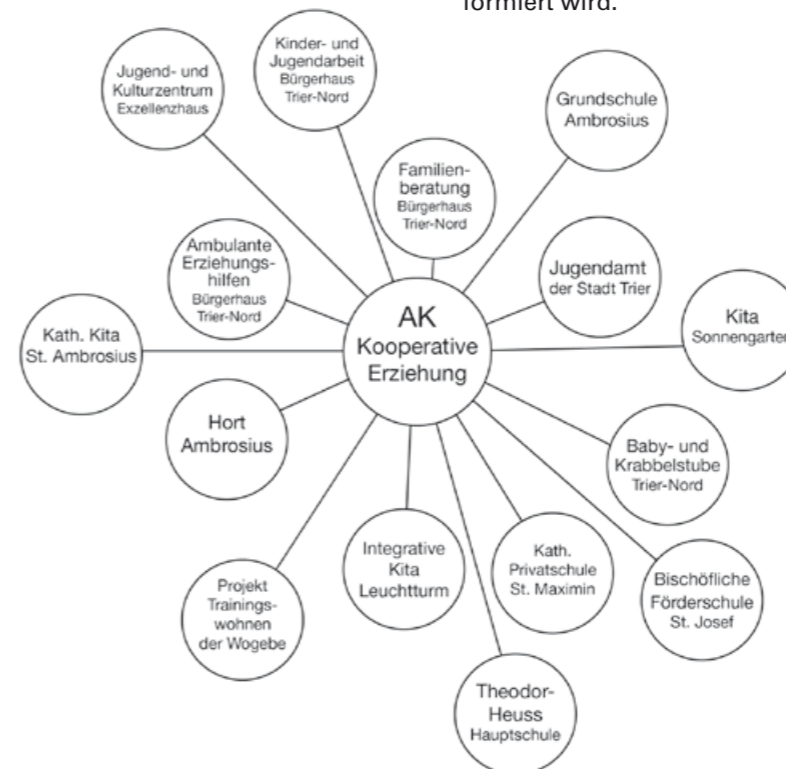 formiert wird.
Kinder- und
Jugendarbeit
Bürgerhaus
Trier-Nord
Jugend- und
Kulturzentrum
Exzellenzhaus
Grundschule
Ambrosius
Familien-
beratung
Bürgerhaus
Trier-Nord
Ambulante
Erziehungs-
hilfen
Bürgerhaus
Trier-Nord
Jugendamt
der Stadt Trier
Kita
Sonnengarten
AK
Kooperative
Erziehung
Kath. Kita
St. Ambrosius
Hort
Ambrosius
Baby- und
Krabbelstube
Trier-Nord
Integrative
Kita
Leuchtturm
Kath.
Privatschule
St. Maximin
Bischöfliche
Förderschule
St. Josef
Projekt
Trainings-
wohnen
der Wogebe
Theodor-
Heuss
Hauptschule